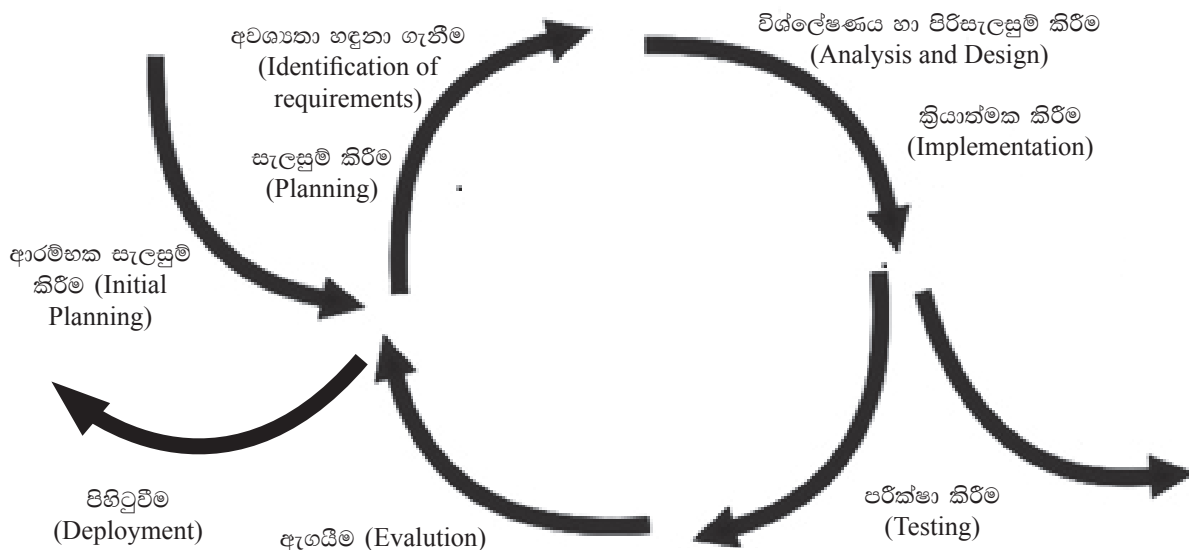 අවශ්‍යතා හඳුනා ගැනීම
(Identification of
requirements)
සැලසුම් කිරීම
(Planning)
විශ්ලේෂණය හා පිරිසැලසුම් කිරීම
(Analysis and Design)
ක්‍රියාත්මක කිරීම
(Implementation)
ආරම්භක සැලසුම්
කිරීම (Initial
Planning)
පිහිටුවීම
(Deployment)
ඇගයීම (Evalution)
පරීක්ෂා කිරීම
(Testing)